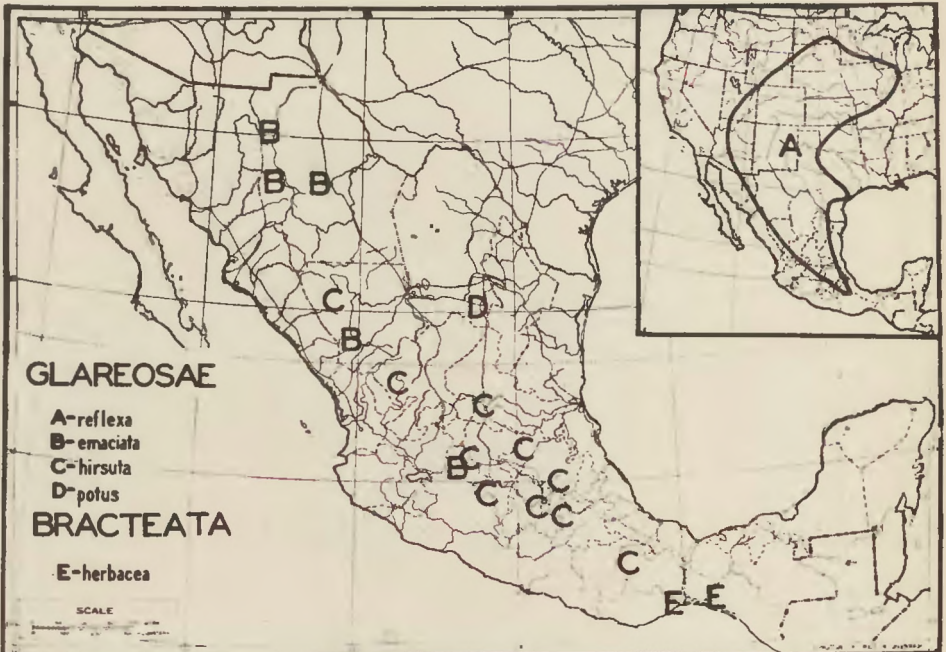 B
B
B
C
D
B
C
C
C
B
C
C
C
C
C
C
E
E
A
GLAREOSAE
A-reflexa
B-emaciata
C-hirsuta
D-potus
BRACTEATA
E-herbacea
SCALE